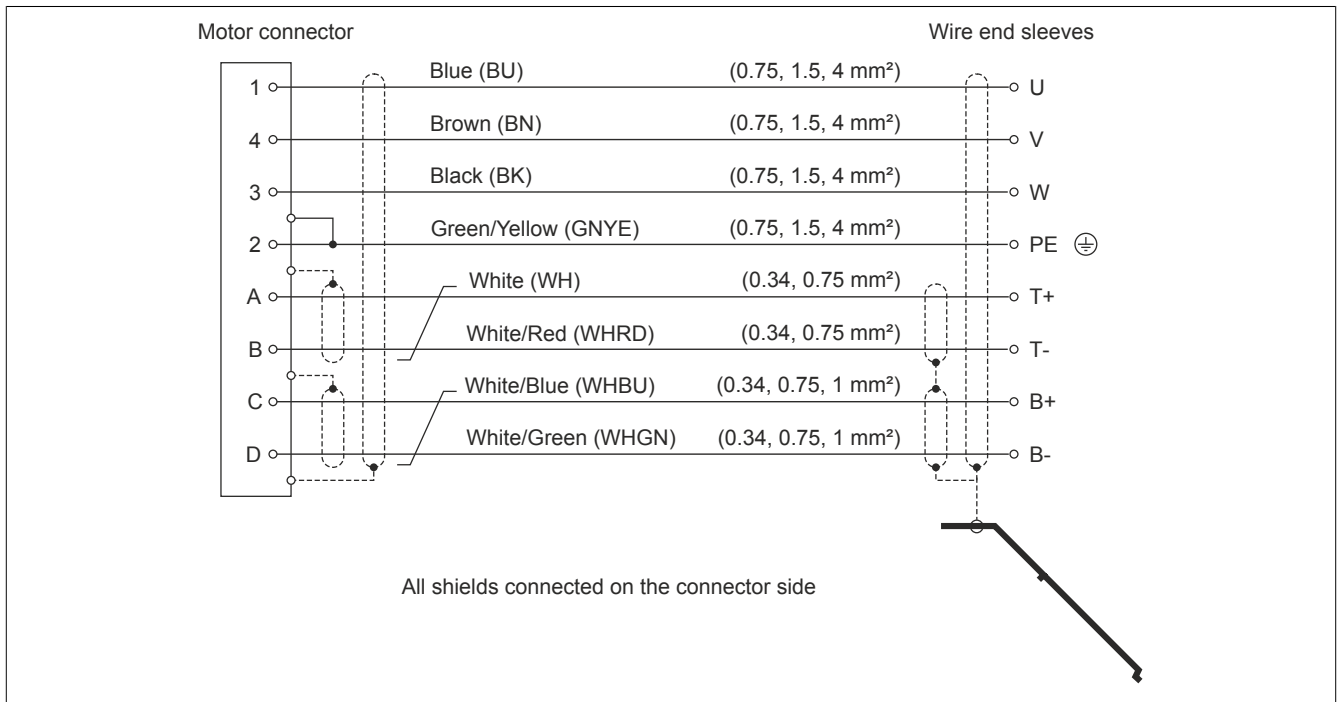 Motor connector Wire end sleeves
1 Blue (BU) (0.75, 1.5, 4 mm²) U
4 Brown (BN) (0.75, 1.5, 4 mm²) V
3 Black (BK) (0.75, 1.5, 4 mm²) W
2 Green/Yellow (GNYE) (0.75, 1.5, 4 mm²) PE
A White (WH) (0.34, 0.75 mm²) T+
B White/Red (WHRD) (0.34, 0.75 mm²) T-
C White/Blue (WHBU) (0.34, 0.75, 1 mm²) B+
D White/Green (WHGN) (0.34, 0.75, 1 mm²) B-
All shields connected on the connector side